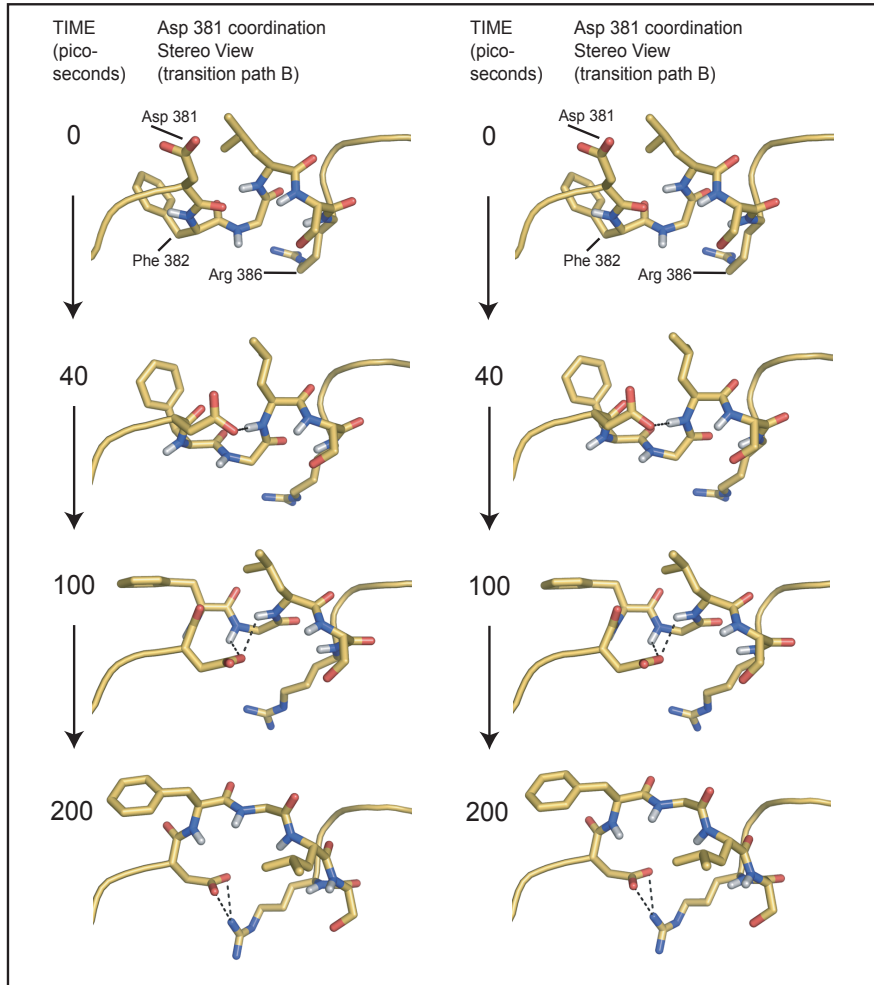 TIME
(pico-
seconds)
Asp 381 coordination
Stereo View
(transition path B)
TIME
(pico-
seconds)
Asp 381 coordination
Stereo View
(transition path B)
0
Asp 381
Phe 382
Arg 386
0
Asp 381
Phe 382
Arg 386
40
40
100
100
200
200